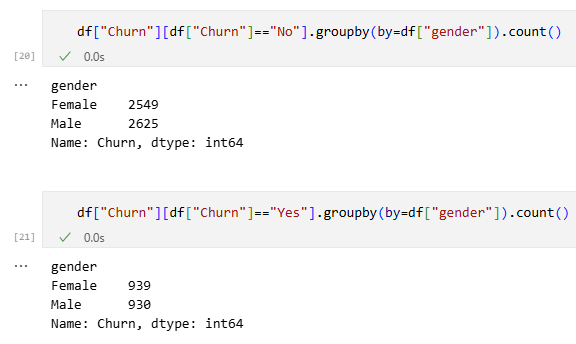 df["Churn"][df["Churn"]=="No"].groupby(by=df["gender"]).count()
[20] ✓ 0.0s
... gender
Female    2549
Male      2625
Name: Churn, dtype: int64
df["Churn"][df["Churn"]=="Yes"].groupby(by=df["gender"]).count()
[21] ✓ 0.0s
... gender
Female    939
Male      930
Name: Churn, dtype: int64